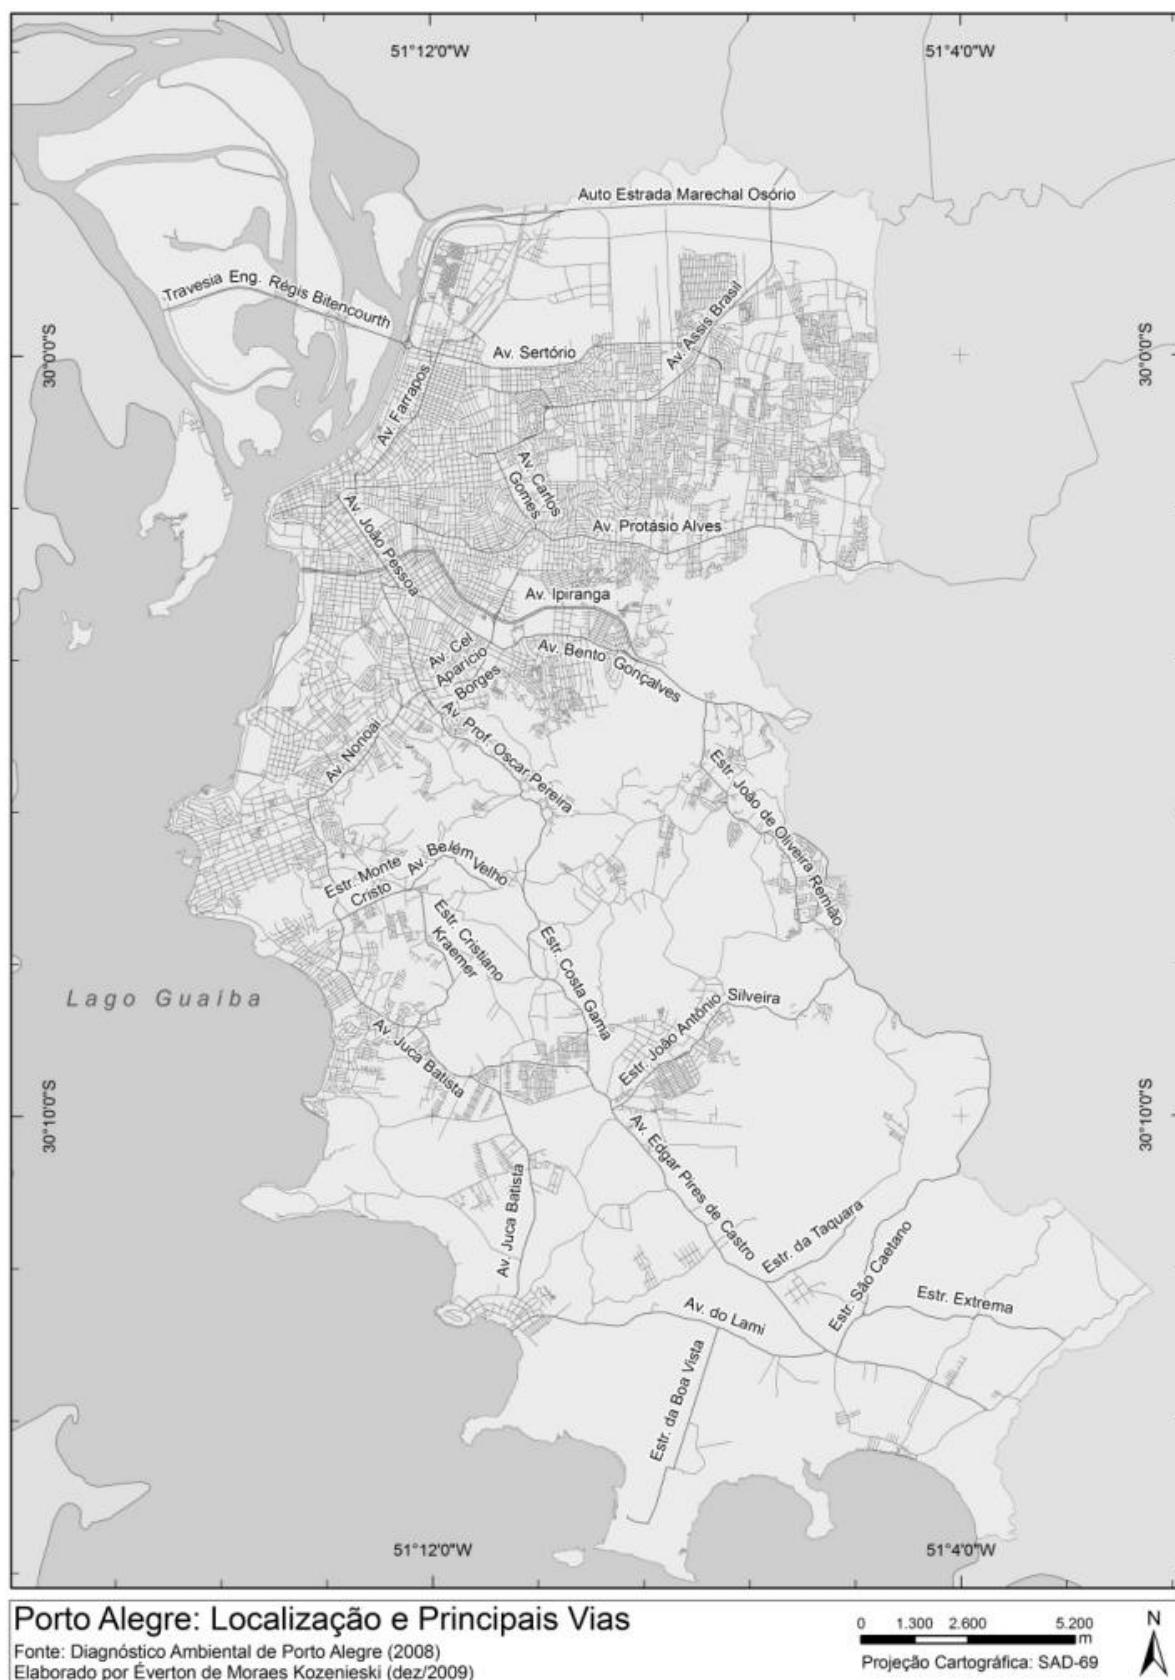 51°12'0"W
51°4'0"W
Auto Estrada Marechal Osório
Travesia Eng. Régis Bitencourth
Av. Assis Brasil
30°0'0"S
30°0'0"S
Av. Sertório
Av. Farrapos
Av. Carlos
Gomes
Av. Protásio Alves
Av. João Pessoa
Av. Ipiranga
Av. Cel
Aparício
Borges
Av. Bento Gonçalves
Av. Nonoai
Av. Prof. Oscar Pereira
Estr. João de Oliveira Remião
Estr. Monte
Cristo
Av. Belém Velho
Estr. Cristiano
Kraemer
Estr. Costa Gama
Lago Guaíba
Estr. João Antônio Silveira
Av. Juca Batista
30°10'0"S
30°10'0"S
Av. Edgar Pires de Castro
Av. Juca Batista
Estr. da Taquara
Estr. São Caetano
Estr. Extrema
Av. do Lami
Estr. da Boa Vista
51°12'0"W
51°4'0"W
Porto Alegre: Localização e Principais Vias
Fonte: Diagnóstico Ambiental de Porto Alegre (2008)
Elaborado por Éverton de Moraes Kozenieski (dez/2009)
0 1.300 2.600 5.200
m
Projeção Cartográfica: SAD-69
N